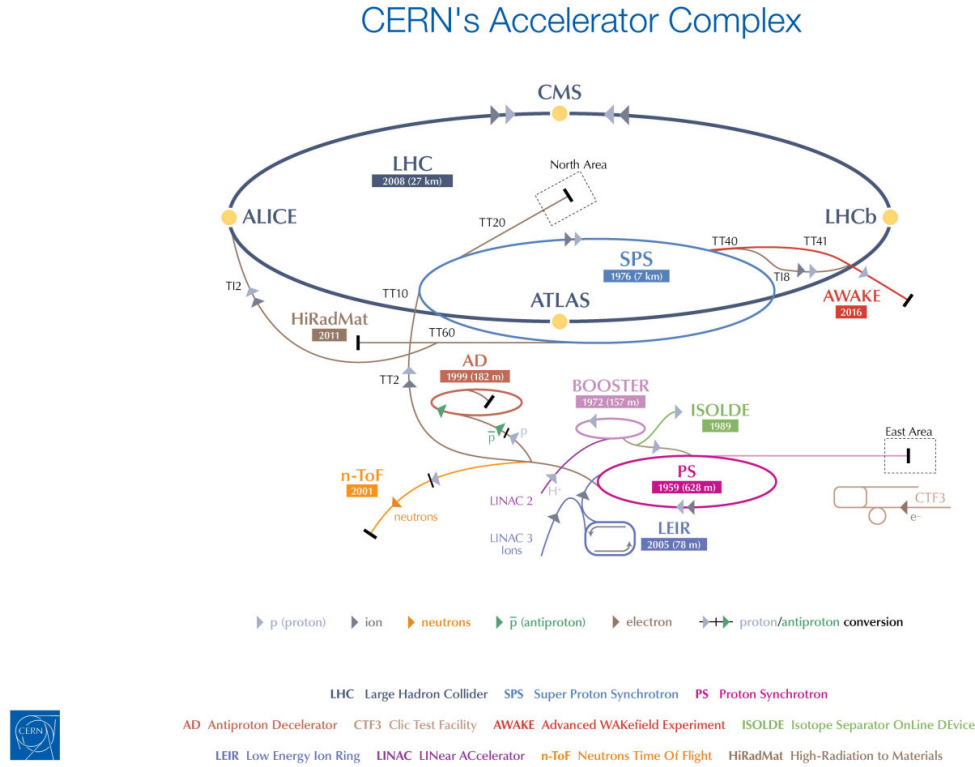 CERN's Accelerator Complex
CMS
LHC
2008 (27 km)
North Area
ALICE
LHCb
TT20
TT40
TT41
SPS
1976 (7 km)
TI8
TI2
TT10
ATLAS
AWAKE
2016
HiRadMat
2011
TT60
AD
1999 (182 m)
TT2
BOOSTER
1972 (157 m)
ISOLDE
1989
p̅
p
East Area
n-ToF
2001
PS
1959 (628 m)
H⁻
LINAC 2
CTF3
e⁻
neutrons
LEIR
2005 (78 m)
LINAC 3
Ions
p (proton) ion neutrons p̅ (antiproton) electron proton/antiproton conversion
LHC Large Hadron Collider SPS Super Proton Synchrotron PS Proton Synchrotron
AD Antiproton Decelerator CTF3 Clic Test Facility AWAKE Advanced WAKefield Experiment ISOLDE Isotope Separator OnLine DEvice
LEIR Low Energy Ion Ring LINAC LINear ACcelerator n-ToF Neutrons Time Of Flight HiRadMat High-Radiation to Materials
CERN